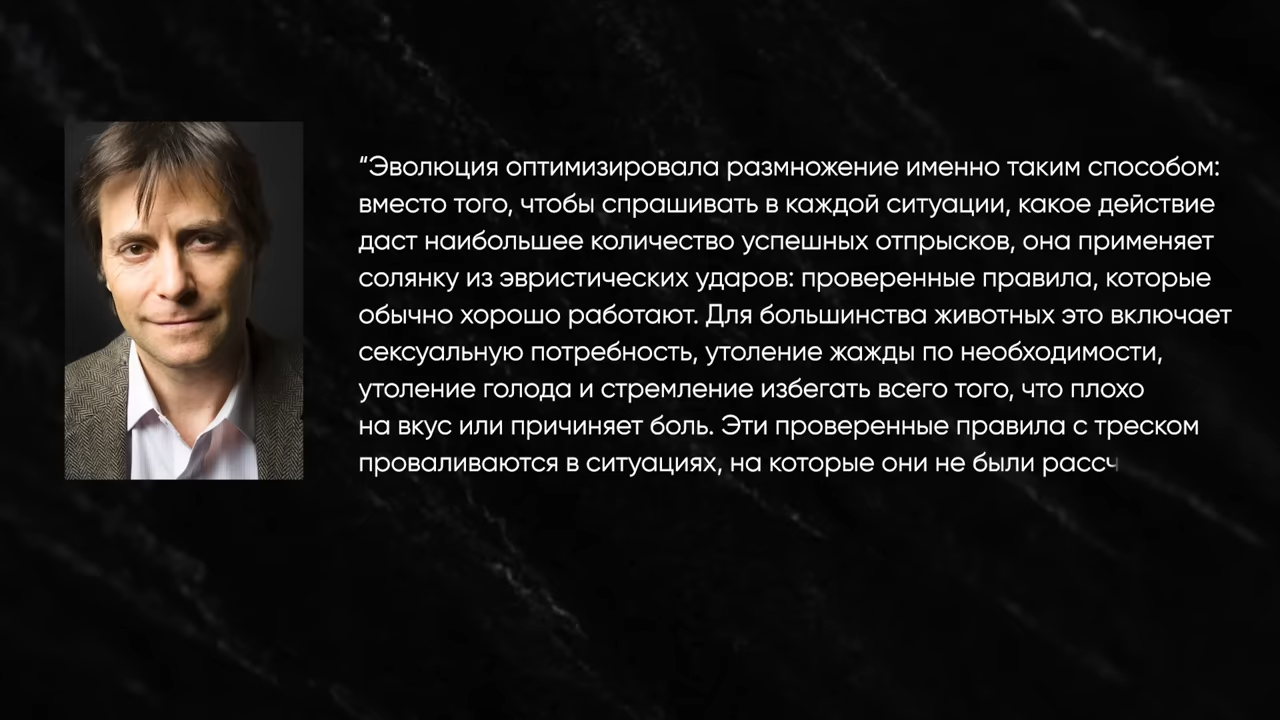 “Эволюция оптимизировала размножение именно таким способом:
вместо того, чтобы спрашивать в каждой ситуации, какое действие
даст наибольшее количество успешных отпрысков, она применяет
солянку из эвристических ударов: проверенные правила, которые
обычно хорошо работают. Для большинства животных это включает
сексуальную потребность, утоление жажды по необходимости,
утоление голода и стремление избегать всего того, что плохо
на вкус или причиняет боль. Эти проверенные правила с треском
проваливаются в ситуациях, на которые они не были рассч